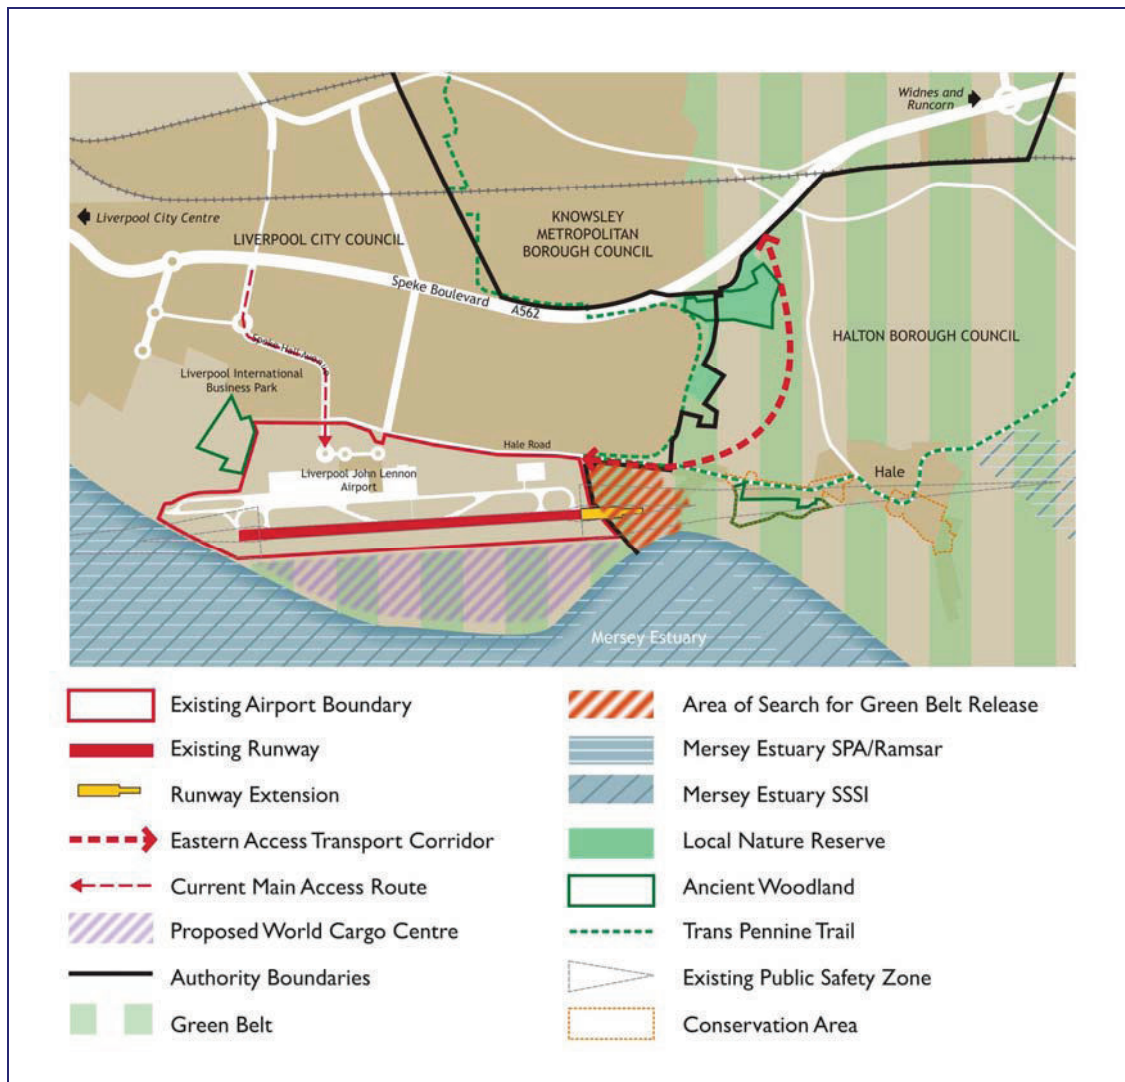 Widnes and
Runcorn
Liverpool City Centre
LIVERPOOL CITY COUNCIL
KNOWSLEY
METROPOLITAN
BOROUGH COUNCIL
Speke Boulevard
A562
HALTON BOROUGH COUNCIL
Speke Hall Avenue
Liverpool International
Business Park
Hale Road
Hale
Liverpool John Lennon
Airport
Mersey Estuary
Existing Airport Boundary
Existing Runway
Runway Extension
Eastern Access Transport Corridor
Current Main Access Route
Proposed World Cargo Centre
Authority Boundaries
Green Belt
Area of Search for Green Belt Release
Mersey Estuary SPA/Ramsar
Mersey Estuary SSSI
Local Nature Reserve
Ancient Woodland
Trans Pennine Trail
Existing Public Safety Zone
Conservation Area